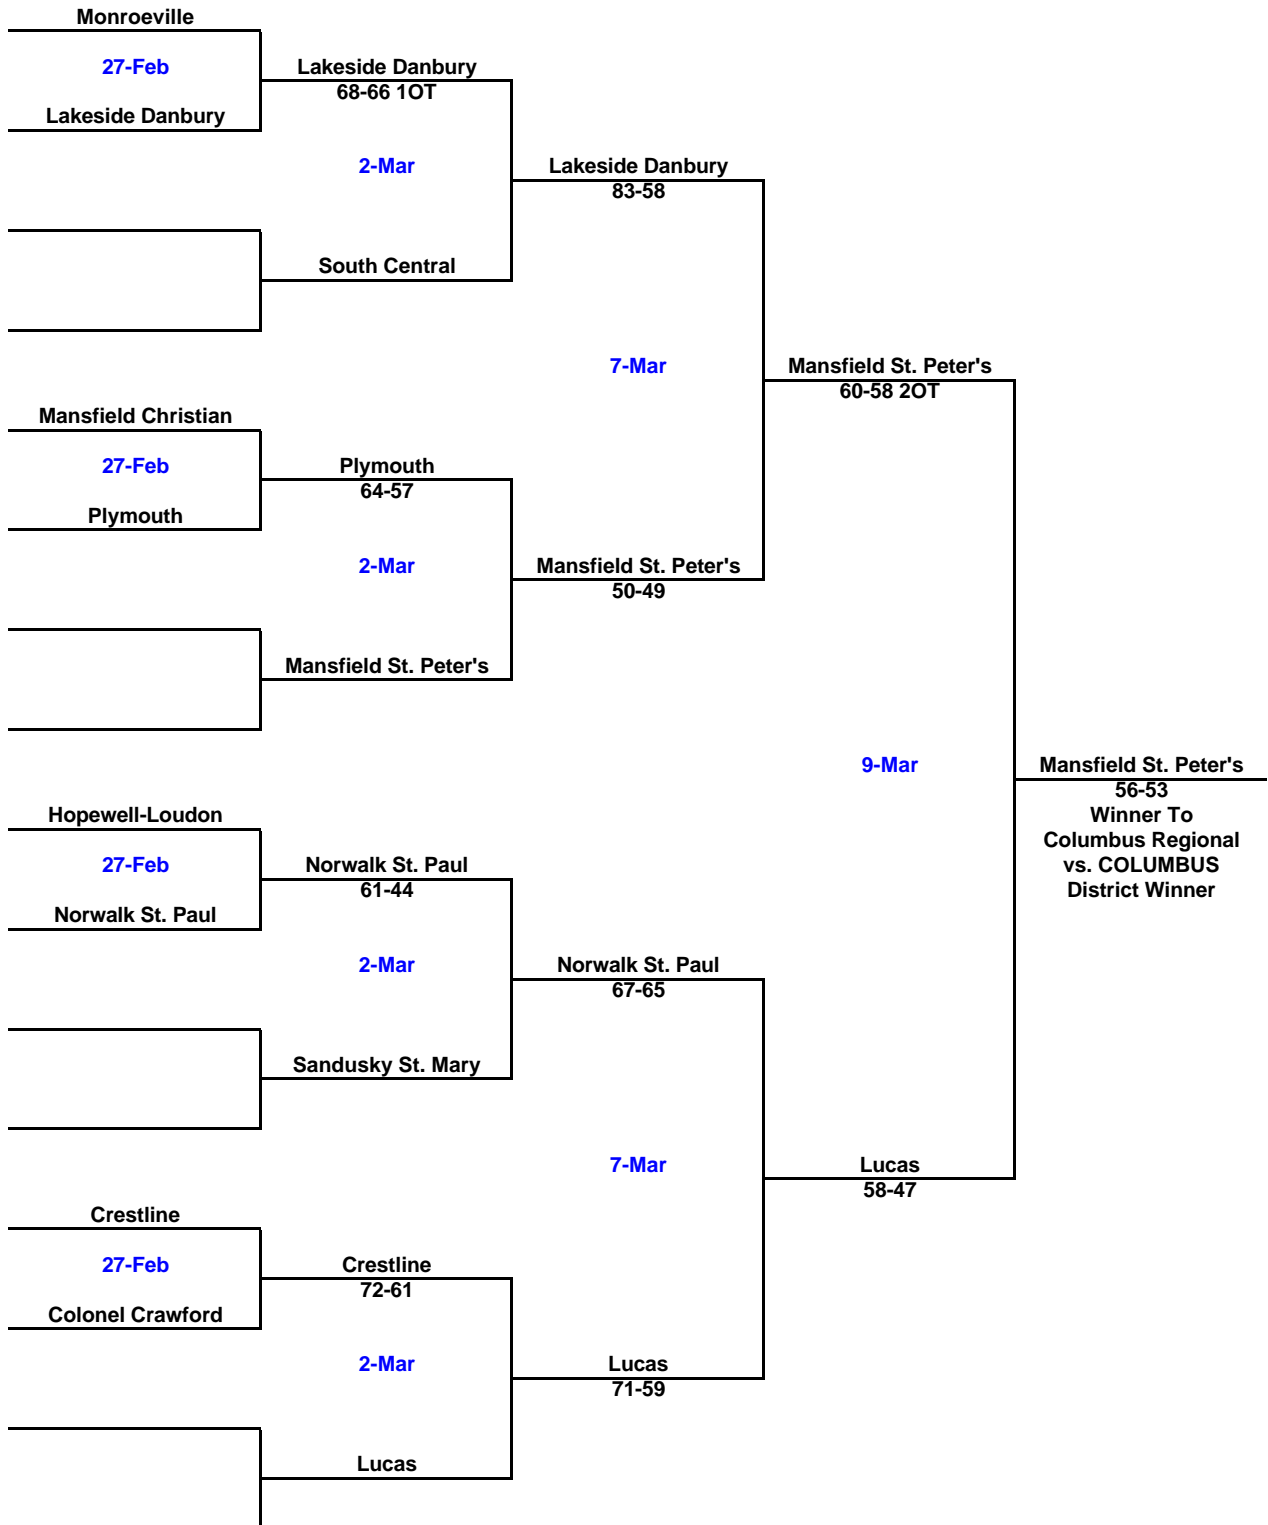 Monroeville
27-Feb
Lakeside Danbury
Lakeside Danbury
68-66 1OT
2-Mar
Lakeside Danbury
83-58
South Central
7-Mar
Mansfield St. Peter's
60-58 2OT
Mansfield Christian
27-Feb
Plymouth
Plymouth
64-57
2-Mar
Mansfield St. Peter's
50-49
Mansfield St. Peter's
9-Mar
Mansfield St. Peter's
56-53
Winner To
Columbus Regional
vs. COLUMBUS
District Winner
Hopewell-Loudon
27-Feb
Norwalk St. Paul
Norwalk St. Paul
61-44
2-Mar
Norwalk St. Paul
67-65
Sandusky St. Mary
7-Mar
Lucas
58-47
Crestline
27-Feb
Colonel Crawford
Crestline
72-61
2-Mar
Lucas
71-59
Lucas